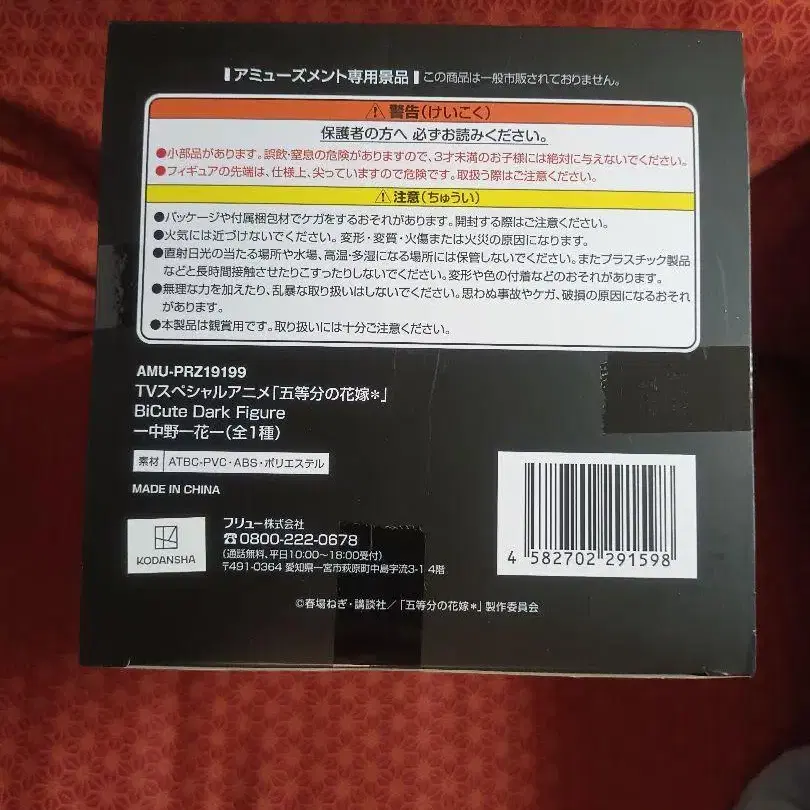 アミューズメント専用景品 この商品は一般市販されておりません。
⚠警告(けいこく)
保護者の方へ 必ずお読みください。
●小部品があります。誤飲・窒息の危険がありますので、3才未満のお子様には絶対に与えないでください。
●フィギュアの先端は、仕様上、尖っていますので危険です。取扱う際はご注意ください。
⚠注意(ちゅうい)
●パッケージや付属梱包材でケガをするおそれがあります。開封する際はご注意ください。
●火気には近づけないでください。変形・変質・火傷または火災の原因になります。
●直射日光の当たる場所や水場、高温・多湿になる場所には保管しないでください。またプラスチック製品
などと長時間接触させたりこすったりしないでください。変形や色の付着などのおそれがあります。
●無理な力を加えたり、乱暴な取り扱いはしないでください。思わぬ事故やケガ、破損の原因になるおそれ
があります。
●本製品は観賞用です。取り扱いには十分ご注意ください。
AMU-PRZ19199
TVスペシャルアニメ「五等分の花嫁*」
BiCute Dark Figure
ー中野一花ー(全1種)
素材 ATBC-PVC・ABS・ポリエステル
MADE IN CHINA
KODANSHA
フリュー株式会社
☎0800-222-0678
(通話無料、平日10:00〜18:00受付)
〒491-0364 愛知県一宮市萩原町中島字流3-1 4階
4 582702 291598
©春場ねぎ・講談社/「五等分の花嫁*」製作委員会